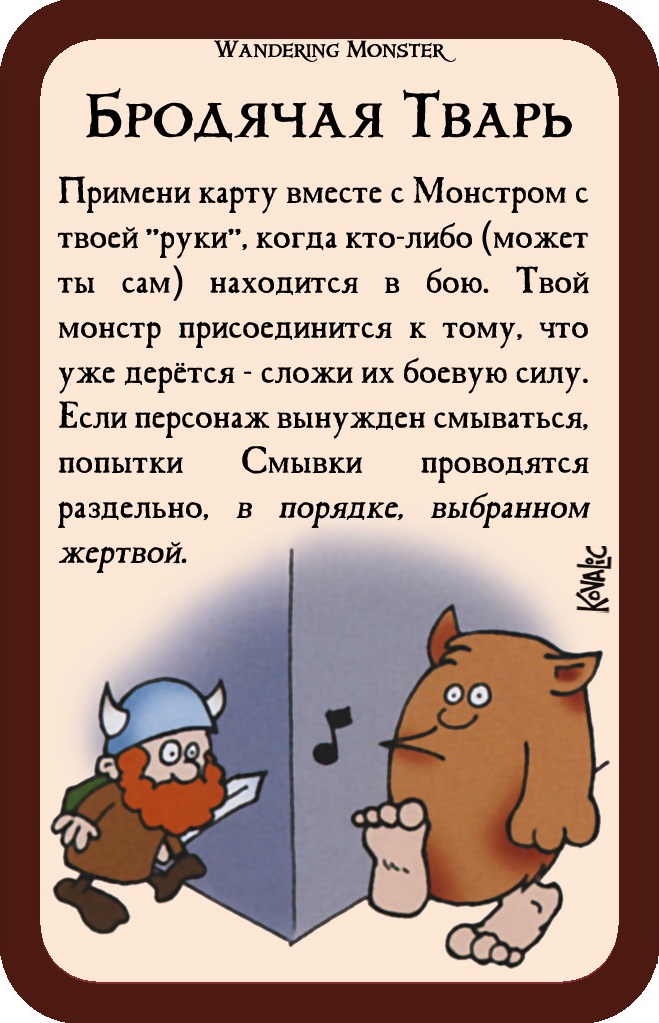 Wandering Monster
Бродячая Тварь
Примени карту вместе с Монстром с
твоей "руки", когда кто-либо (может
ты сам) находится в бою. Твой
монстр присоединится к тому, что
уже дерётся - сложи их боевую силу.
Если персонаж вынужден смываться,
попытки Смывки проводятся
раздельно, в порядке, выбранном
жертвой.
Kovalic